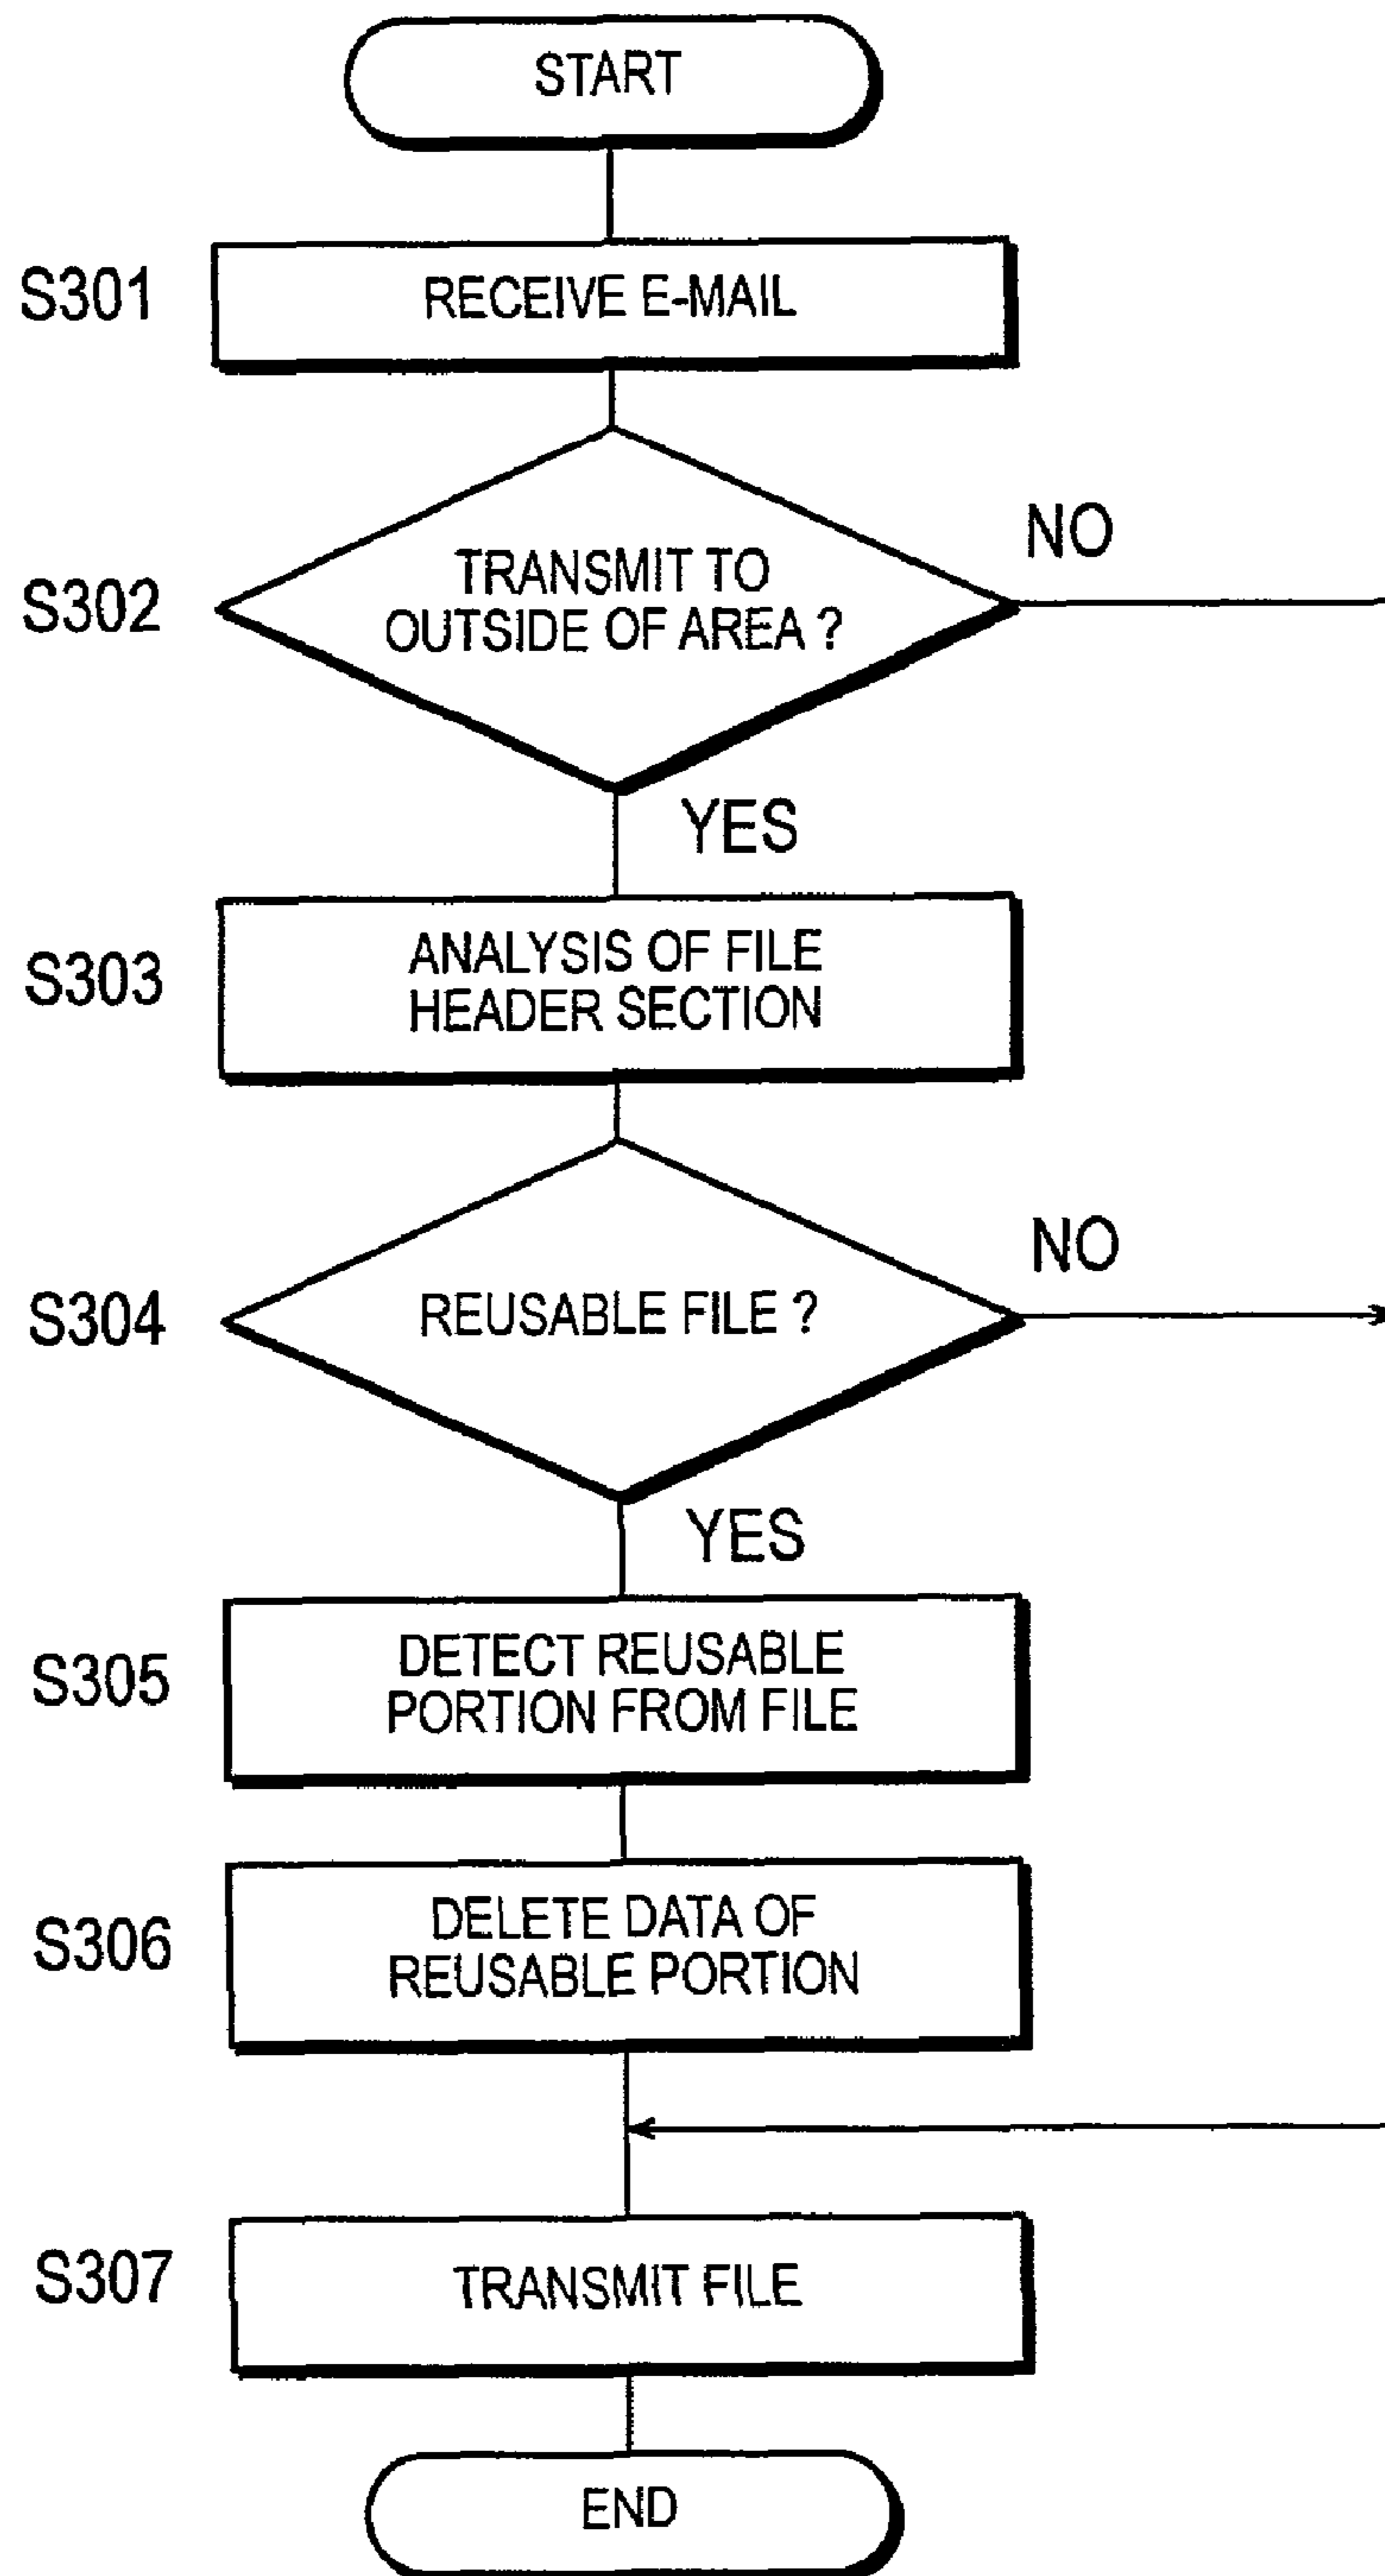 START
S301
RECEIVE E-MAIL
S302
TRANSMIT TO
OUTSIDE OF AREA ?
NO
YES
S303
ANALYSIS OF FILE
HEADER SECTION
S304
REUSABLE FILE ?
NO
YES
S305
DETECT REUSABLE
PORTION FROM FILE
S306
DELETE DATA OF
REUSABLE PORTION
S307
TRANSMIT FILE
END